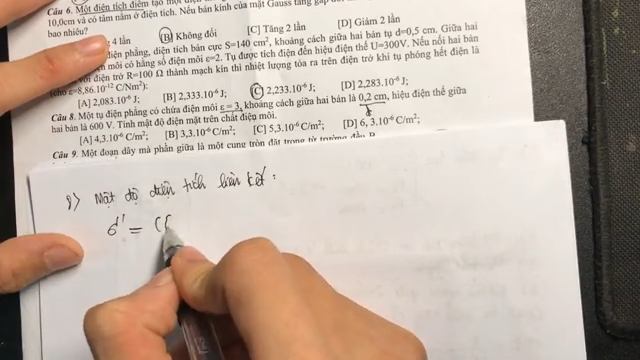 Câu 6. Một điện tích điểm tạo một điện
10,0cm và có tâm nằm ở điện tích. Nếu bán kính của mặt Gauss tăng gấp
bao nhiêu?
4 lần [B] Không đổi [C] Tăng 2 lần [D] Giảm 2 lần
điện phẳng, diện tích bản cực S=140 cm², khoảng cách giữa hai bản tụ d=0,5 cm. Giữa hai
môi có hằng số điện môi ε=2. Tụ được tích điện đến hiệu điện thế U=300V. Nếu nối hai bản
với điện trở R=100 Ω thành mạch kín thì nhiệt lượng tỏa ra trên điện trở khi tụ phóng hết điện là
(cho ε=8,86.10⁻¹² C/Nm²):
[A] 2,083.10⁻⁶ J; [B] 2,333.10⁻⁶ J; [C] 2,233.10⁻⁶ J; [D] 2,283.10⁻⁶ J;
Câu 8. Một tụ điện phẳng có chứa điện môi ε = 3, khoảng cách giữa hai bản là 0,2 cm, hiệu điện thế giữa
hai bản là 600 V. Tính mật độ điện mặt trên chất điện môi.
[A] 4,3.10⁻⁶ C/m²; [B] 3,3.10⁻⁶ C/m²; [C] 5,3.10⁻⁶ C/m²; [D] 6,3.10⁻⁶ C/m²;
Câu 9. Một đoạn dây mà phần giữa là một cung tròn đặt trong từ trường đều
8) Mật độ điện tích liên kết:
σ' = ((